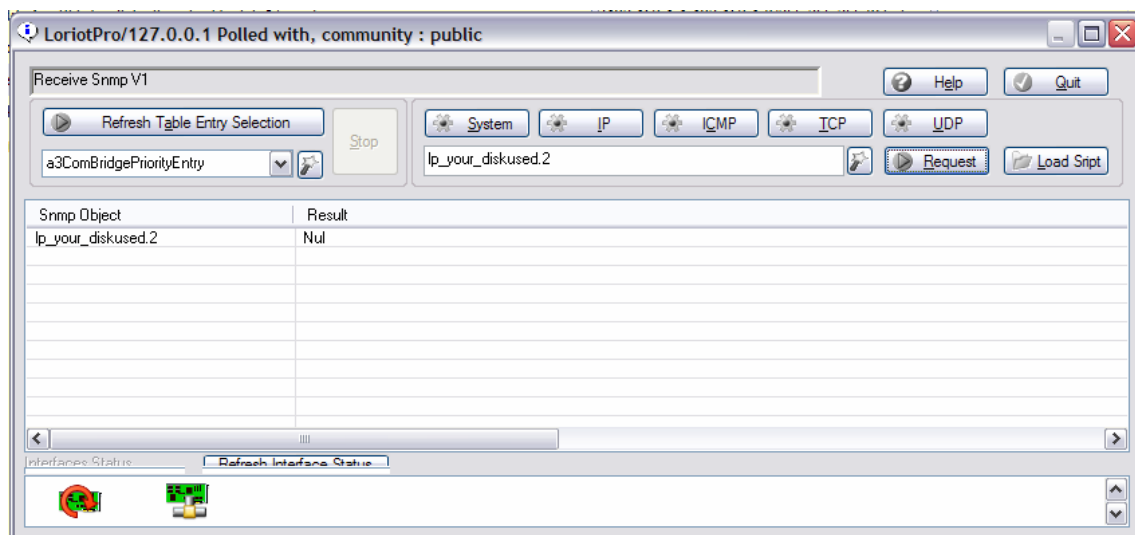 LoriotPro/127.0.0.1 Polled with, community : public
Receive Snmp V1
Help
Quit
Refresh Table Entry Selection
Stop
System
IP
ICMP
TCP
UDP
a3ComBridgePriorityEntry
lp_your_diskused.2
Request
Load Sript
Snmp Object
Result
lp_your_diskused.2
Nul
Interfaces Status
Refresh Interface Status